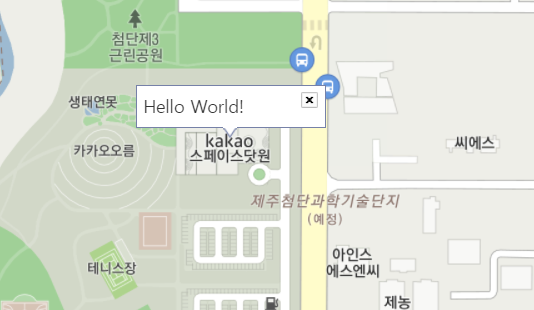 첨단제3
근린공원
생태연못
Hello World!
카카오오름
kakao
스페이스닷원
씨에스
제주첨단과학기술단지
(예정)
아인스
에스엔씨
테니스장
제농